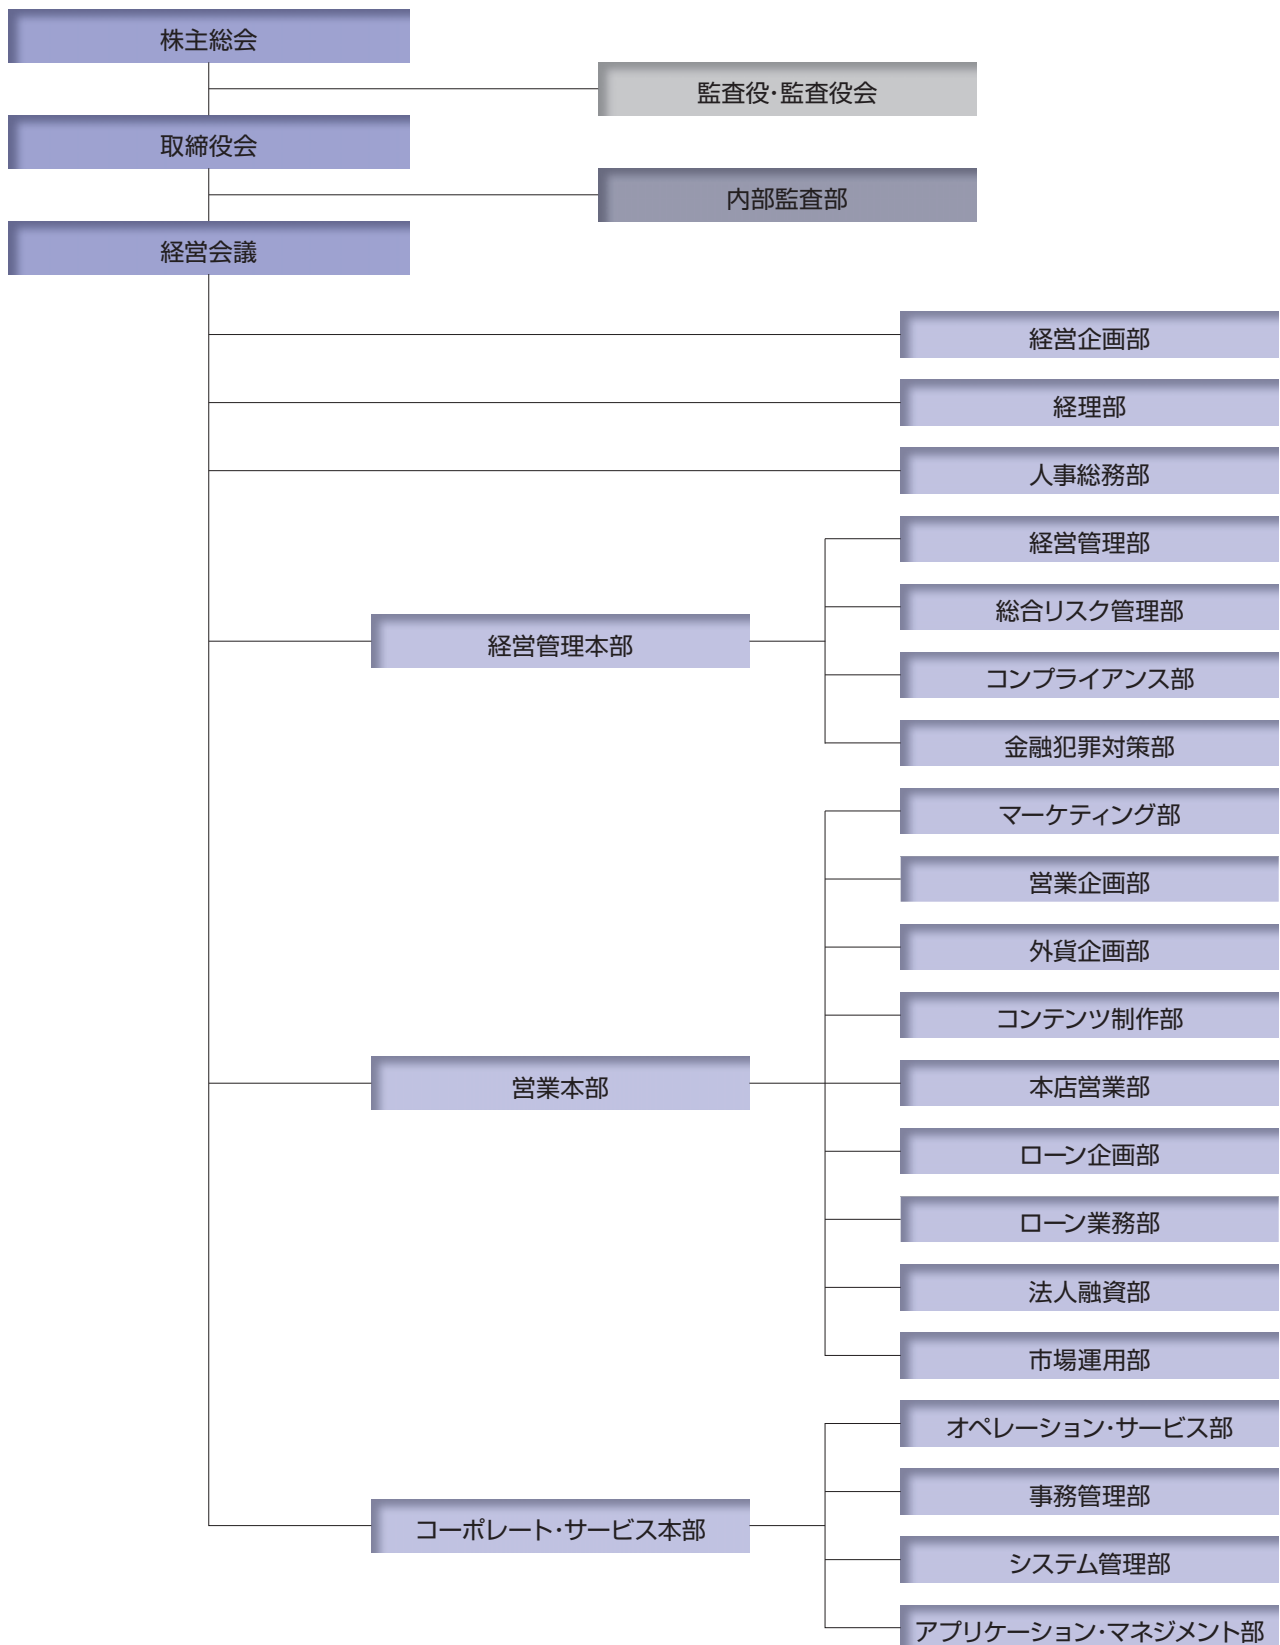 株主総会
監査役・監査役会
取締役会
内部監査部
経営会議
経営企画部
経理部
人事総務部
経営管理部
総合リスク管理部
経営管理本部
コンプライアンス部
金融犯罪対策部
マーケティング部
営業企画部
外貨企画部
コンテンツ制作部
営業本部
本店営業部
ローン企画部
ローン業務部
法人融資部
市場運用部
オペレーション・サービス部
事務管理部
コーポレート・サービス本部
システム管理部
アプリケーション・マネジメント部